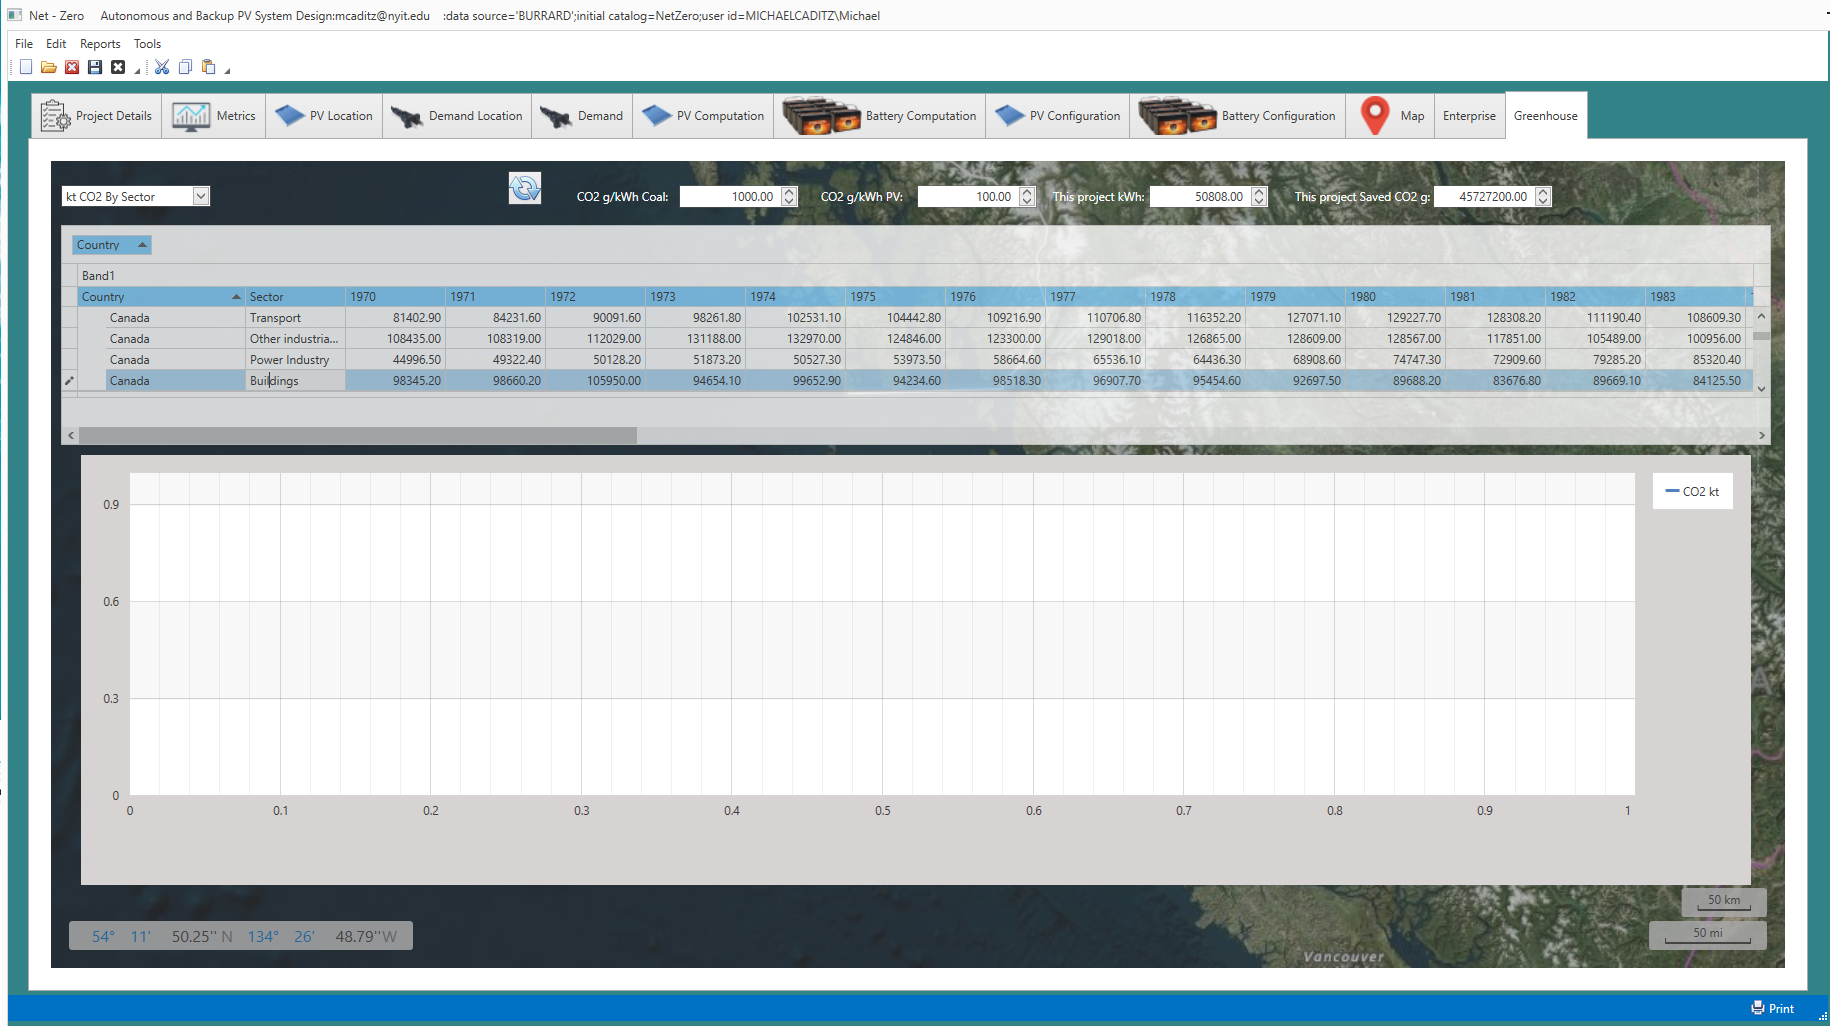 Net - Zero Autonomous and Backup PV System Design:mcaditz@nyit.edu :data source='BURRARD';initial catalog=NetZero;user id=MICHAELCADITZ\Michael
File Edit Reports Tools
Project Details Metrics PV Location Demand Location Demand PV Computation Battery Computation PV Configuration Battery Configuration Map Enterprise Greenhouse
kt CO2 By Sector CO2 g/kWh Coal: 1000.00 CO2 g/kWh PV: 100.00 This project kWh: 50808.00 This project Saved CO2 g: 45727200.00
Country
Band1
Country Sector 1970 1971 1972 1973 1974 1975 1976 1977 1978 1979 1980 1981 1982 1983
Canada Transport 81402.90 84231.60 90091.60 98261.80 102531.10 104442.80 109216.90 110706.80 116352.20 127071.10 129227.70 128308.20 111190.40 108609.30
Canada Other industria... 108435.00 108319.00 112029.00 131188.00 132970.00 124846.00 123300.00 129018.00 126865.00 128609.00 128567.00 117851.00 105489.00 100956.00
Canada Power Industry 44996.50 49322.40 50128.20 51873.20 50527.30 53973.50 58664.60 65536.10 64436.30 68908.60 74747.30 72909.60 79285.20 85320.40
Canada Buildings 98345.20 98660.20 105950.00 94654.10 99652.90 94234.60 98518.30 96907.70 95454.60 92697.50 89688.20 83676.80 89669.10 84125.50
CO2 kt
0.9
0.6
0.3
0
0 0.1 0.2 0.3 0.4 0.5 0.6 0.7 0.8 0.9 1
50 km
54° 11' 50.25'' N 134° 26' 48.79''W
50 mi
Vancouver
Print